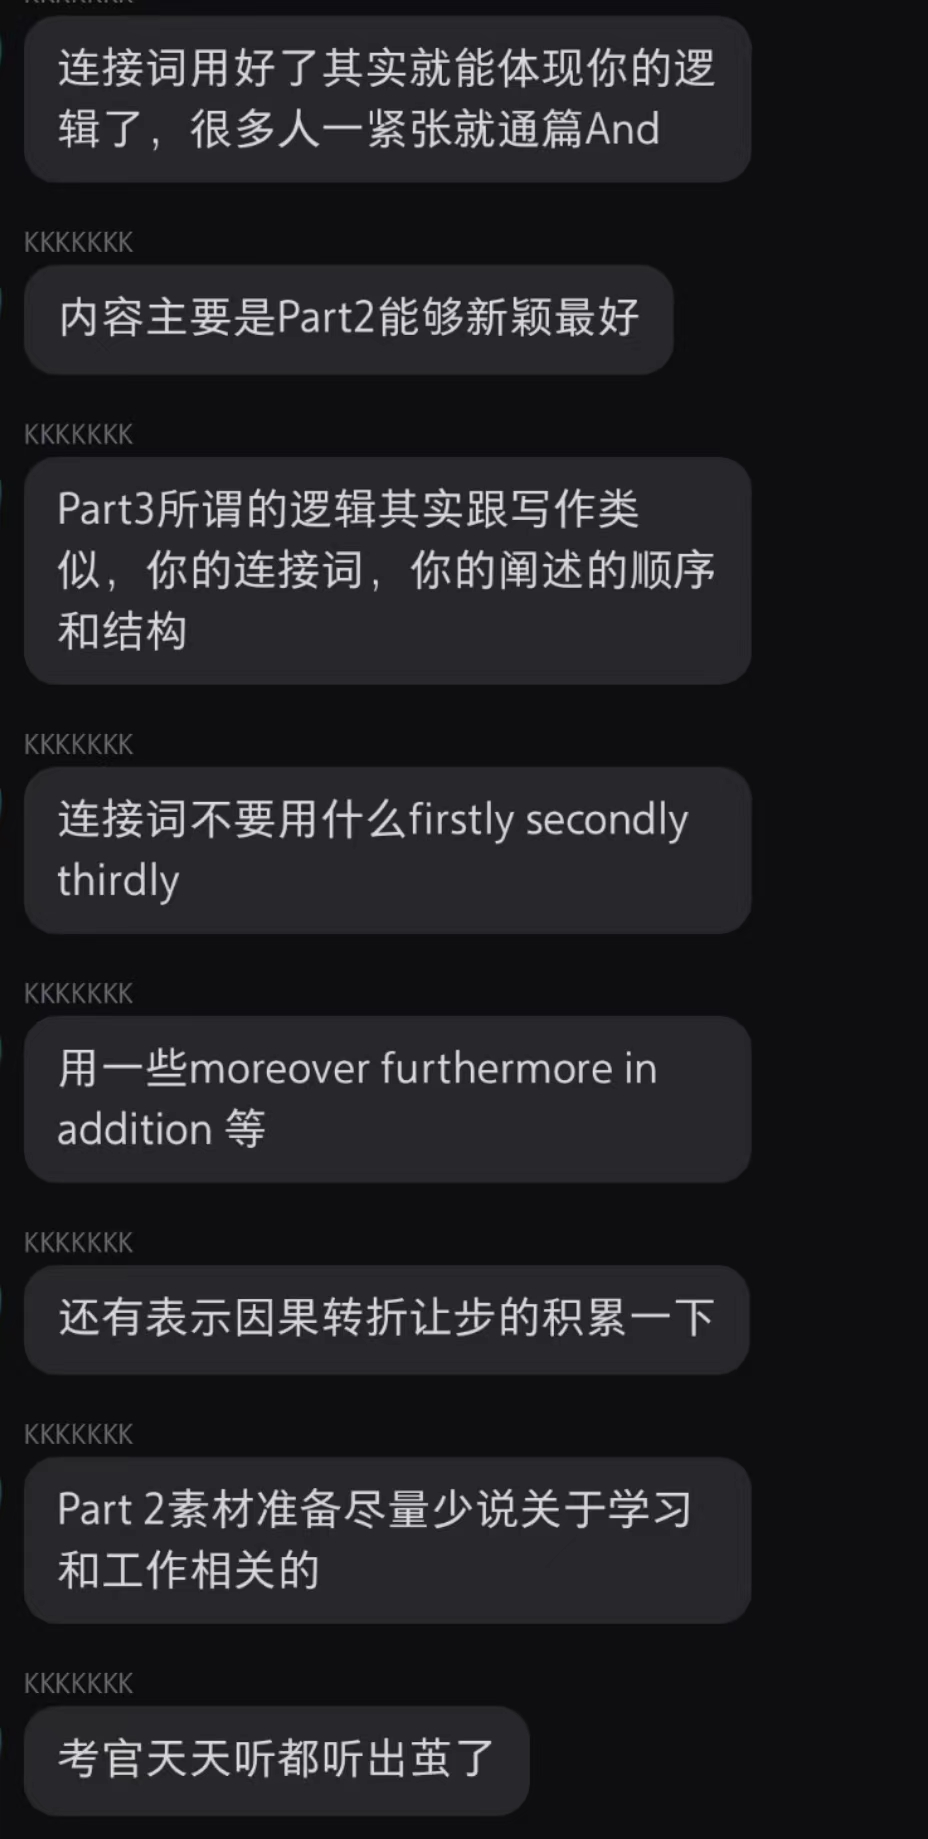 连接词用好了其实就能体现你的逻
辑了，很多人一紧张就通篇And
KKKKKKK
内容主要是Part2能够新颖最好
KKKKKKK
Part3所谓的逻辑其实跟写作类
似，你的连接词，你的阐述的顺序
和结构
KKKKKKK
连接词不要用什么firstly secondly
thirdly
KKKKKKK
用一些moreover furthermore in
addition 等
KKKKKKK
还有表示因果转折让步的积累一下
KKKKKKK
Part 2素材准备尽量少说关于学习
和工作相关的
KKKKKKK
考官天天听都听出茧了